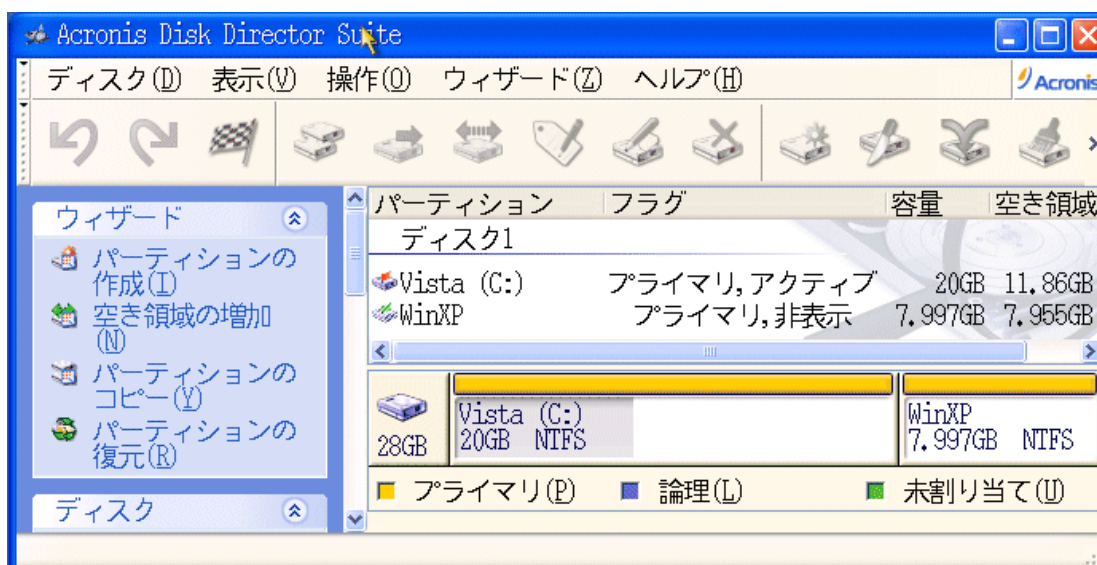 Acronis Disk Director Suite
ディスク(D) 表示(V) 操作(O) ウィザード(Z) ヘルプ(H)
Acronis
ウィザード
パーティションの
作成(I)
空き領域の増加
(N)
パーティションの
コピー(Y)
パーティションの
復元(R)
ディスク
パーティション フラグ 容量 空き領域
ディスク1
Vista (C:) プライマリ,アクティブ 20GB 11.86GB
WinXP プライマリ,非表示 7.997GB 7.955GB
28GB
Vista (C:)
20GB NTFS
WinXP
7.997GB NTFS
プライマリ(P) 論理(L) 未割り当て(U)